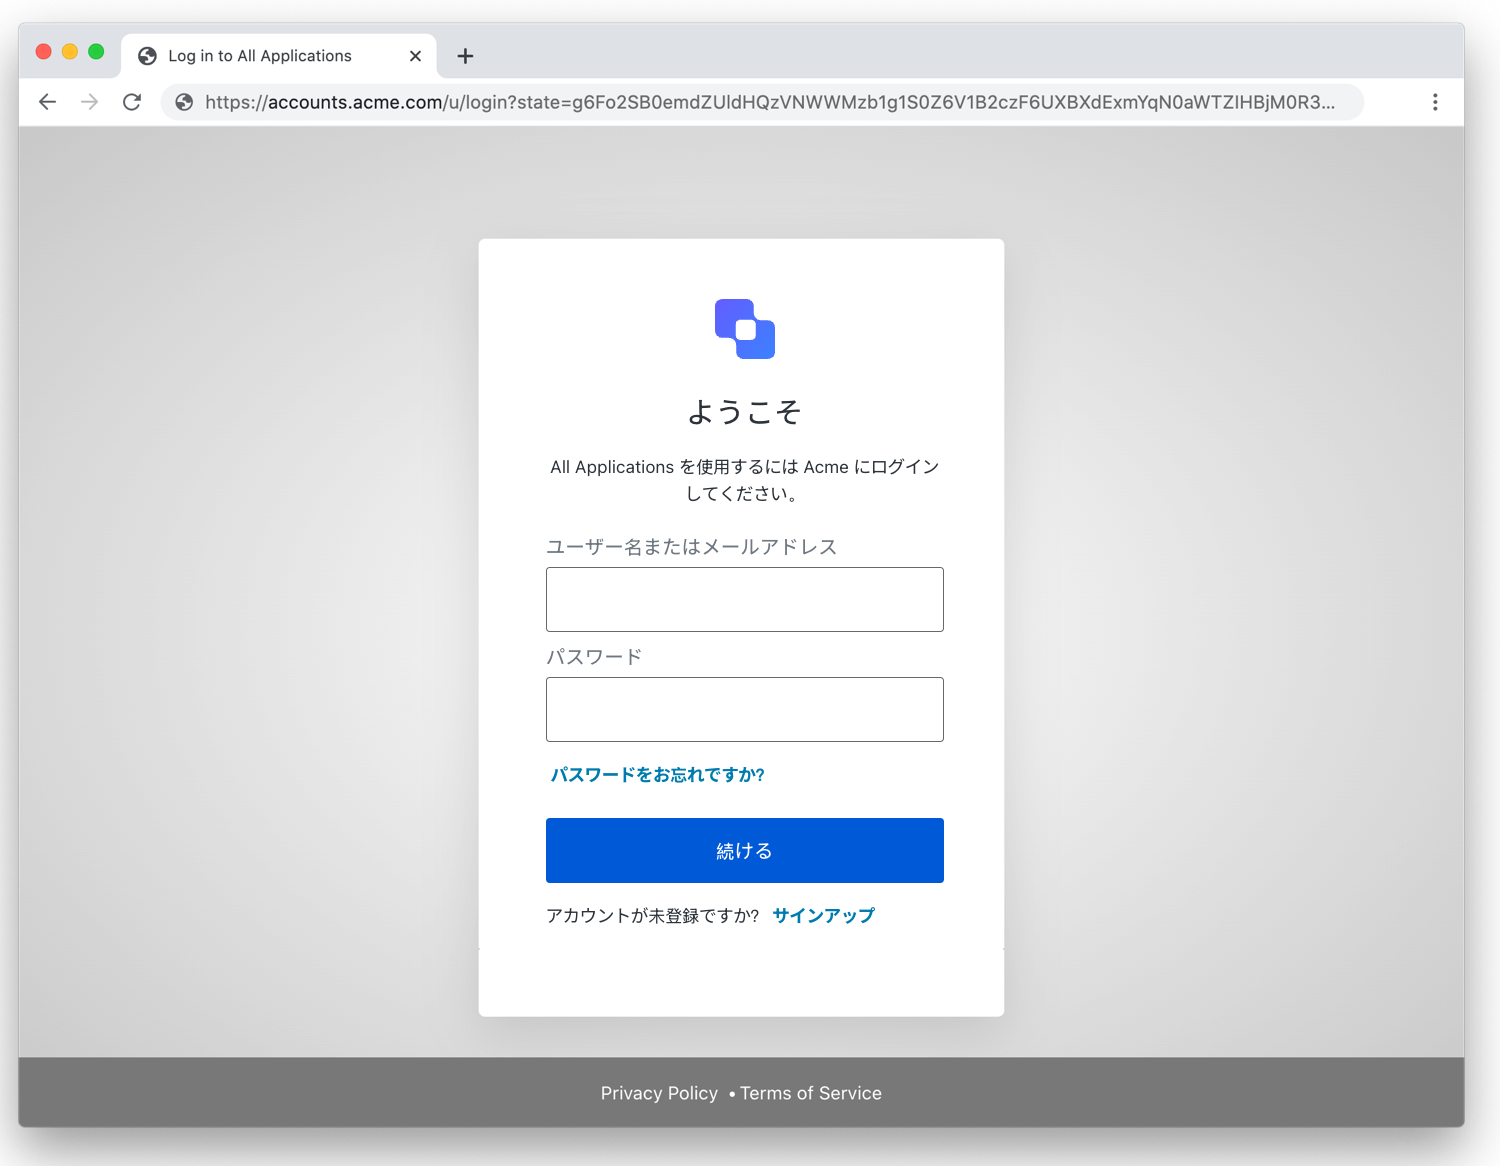 Log in to All Applications
https://accounts.acme.com/u/login?state=g6Fo2SB0emdZUldHQzVNWWMzb1g1S0Z6V1B2czF6UXBXdExmYqN0aWTZIHBjM0R3...
ようこそ
All Applications を使用するには Acme にログイン
してください。
ユーザー名またはメールアドレス
パスワード
パスワードをお忘れですか?
続ける
アカウントが未登録ですか? サインアップ
Privacy Policy • Terms of Service